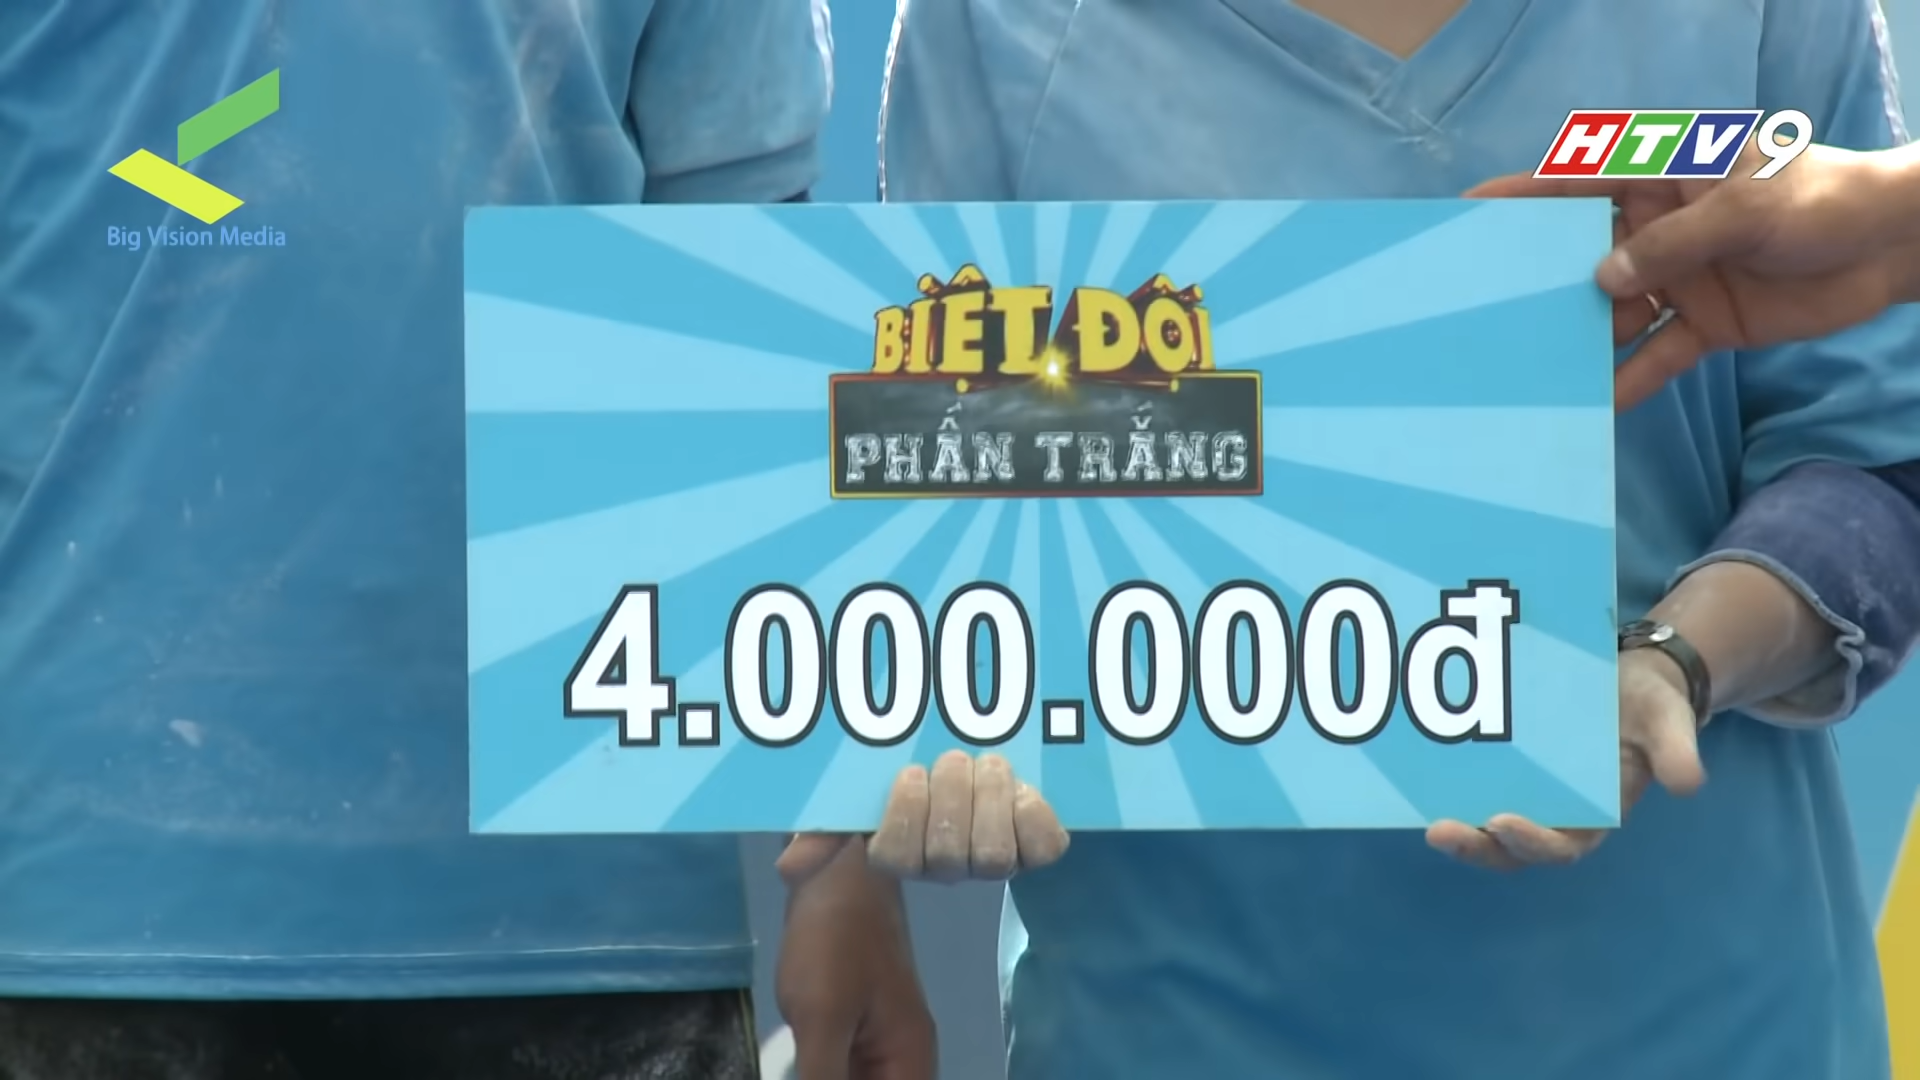 Big Vision Media
HTV9
BIỆT ĐỘI
PHẤN TRẮNG
4.000.000đ